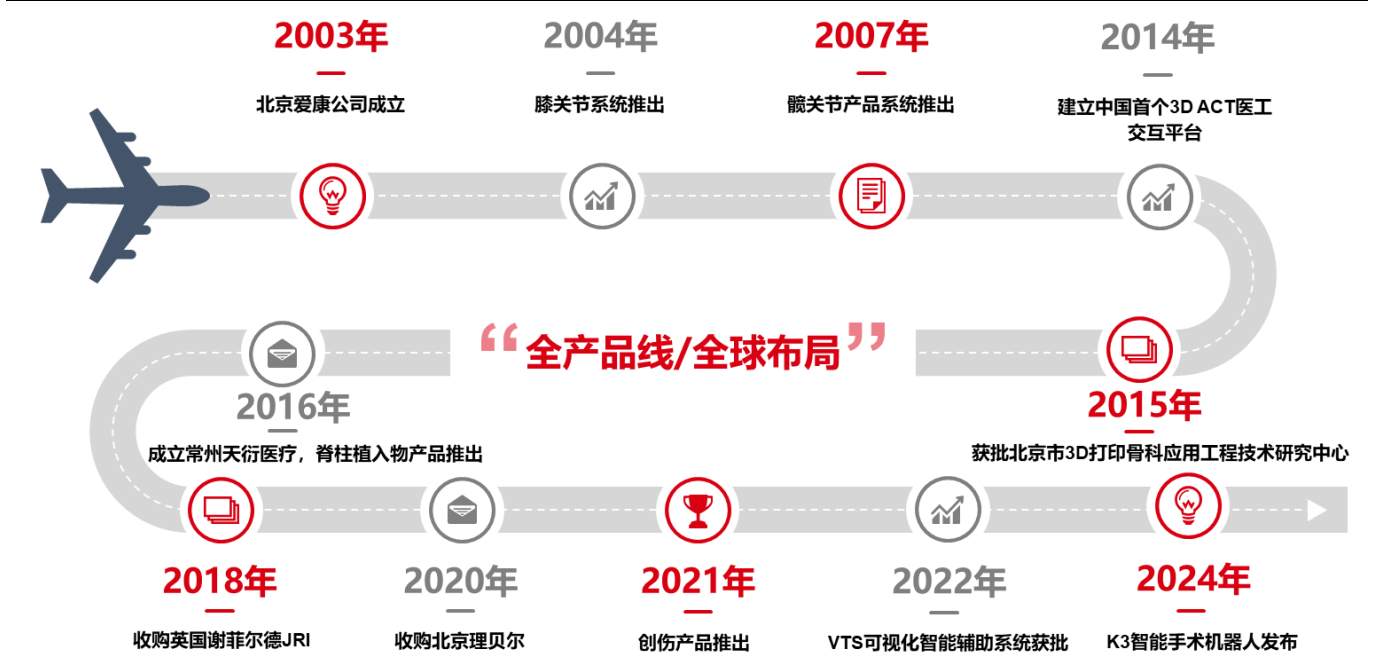 2003年
北京爱康公司成立
2004年
膝关节系统推出
2007年
髋关节产品系统推出
2014年
建立中国首个3D ACT医工
交互平台
2015年
获批北京市3D打印骨科应用工程技术研究中心
“全产品线/全球布局”
2016年
成立常州天衍医疗，脊柱植入物产品推出
2018年
收购英国谢菲尔德JRI
2020年
收购北京理贝尔
2021年
创伤产品推出
2022年
VTS可视化智能辅助系统获批
2024年
K3智能手术机器人发布